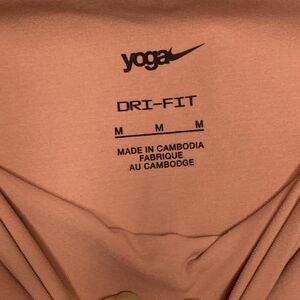 yoga
DRI-FIT
M M M
MADE IN CAMBODIA
FABRIQUE
AU CAMBODGE